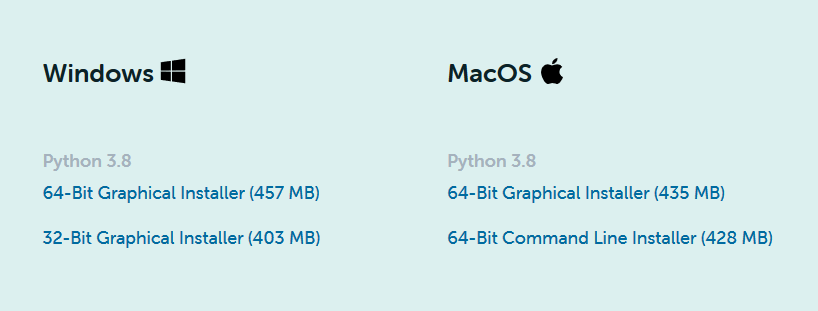 Windows
MacOS
Python 3.8
Python 3.8
64-Bit Graphical Installer (457 MB)
64-Bit Graphical Installer (435 MB)
32-Bit Graphical Installer (403 MB)
64-Bit Command Line Installer (428 MB)